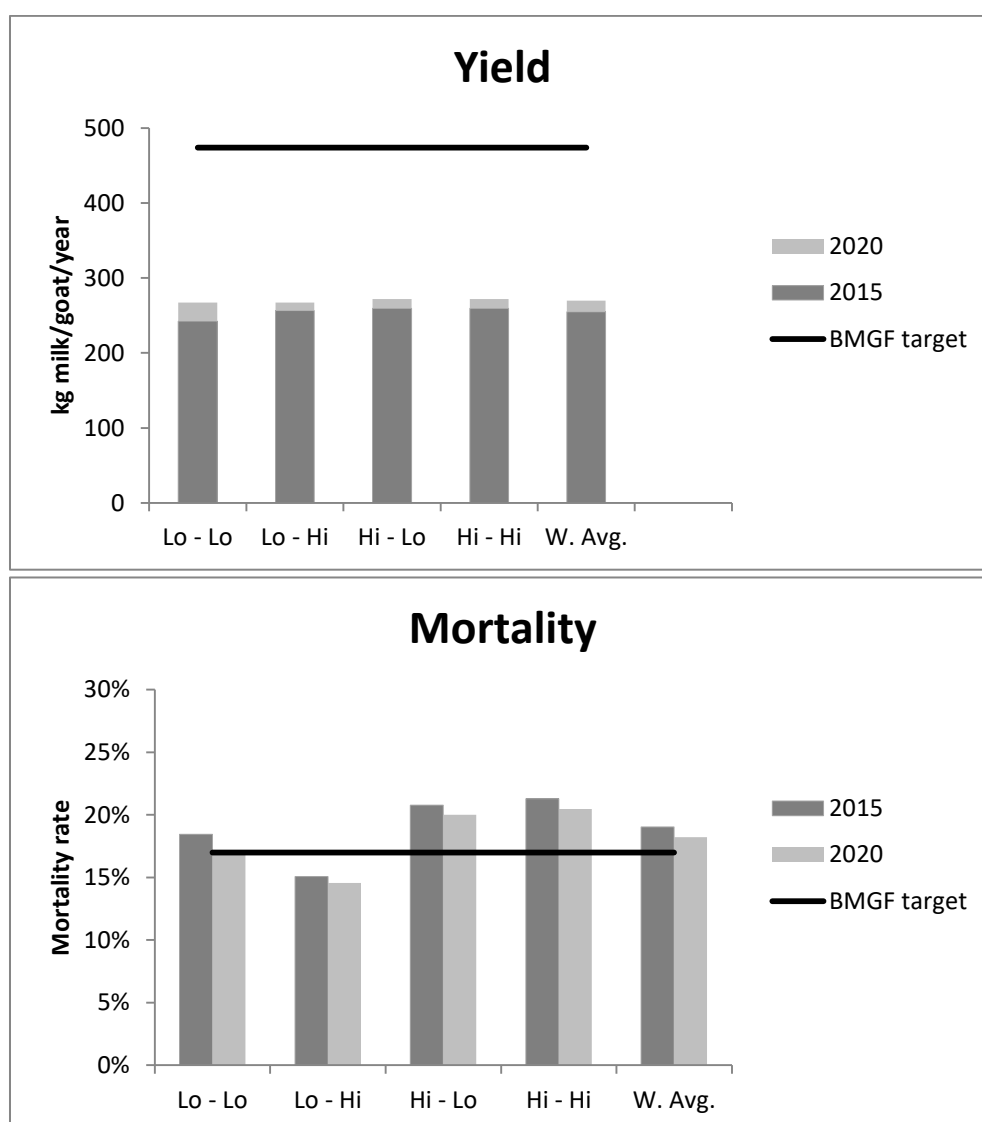 Yield
500
400
300
200
100
0
kg milk/goat/year
Lo - Lo Lo - Hi Hi - Lo Hi - Hi W. Avg.
2020
2015
BMGF target
Mortality
30%
25%
20%
15%
10%
5%
0%
Mortality rate
Lo - Lo Lo - Hi Hi - Lo Hi - Hi W. Avg.
2015
2020
BMGF target